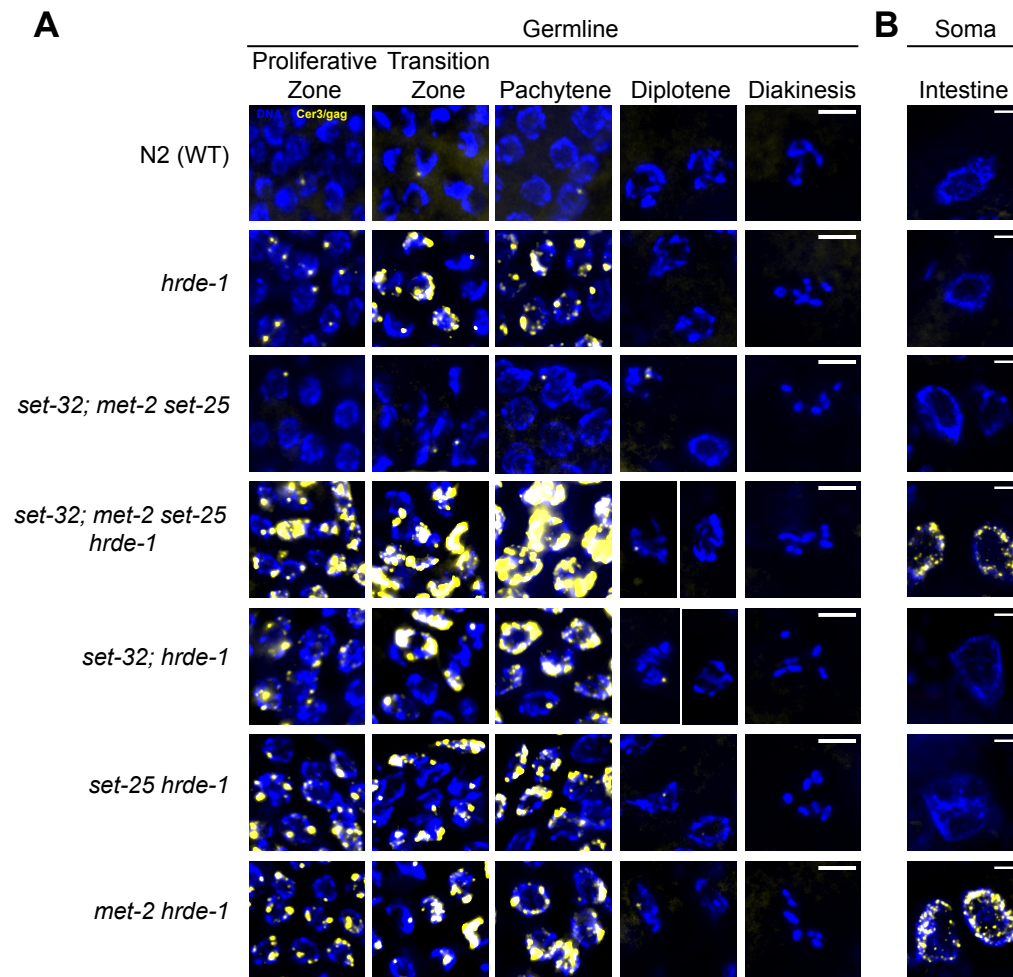 A
Germline
B
Soma
Proliferative Zone
Transition Zone
Pachytene
Diplotene
Diakinesis
Intestine
DNA Cer3/gag
N2 (WT)
hrde-1
set-32; met-2 set-25
set-32; met-2 set-25
hrde-1
set-32; hrde-1
set-25 hrde-1
met-2 hrde-1